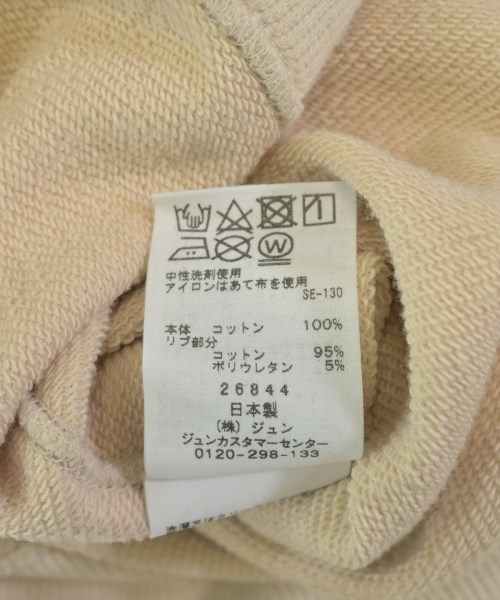 W
中性洗剤使用
アイロンはあて布を使用
SE-130
本体 コットン 100%
リブ部分
コットン 95%
ポリウレタン 5%
26844
日本製
(株) ジュン
ジュンカスタマーセンター
0120-298-133